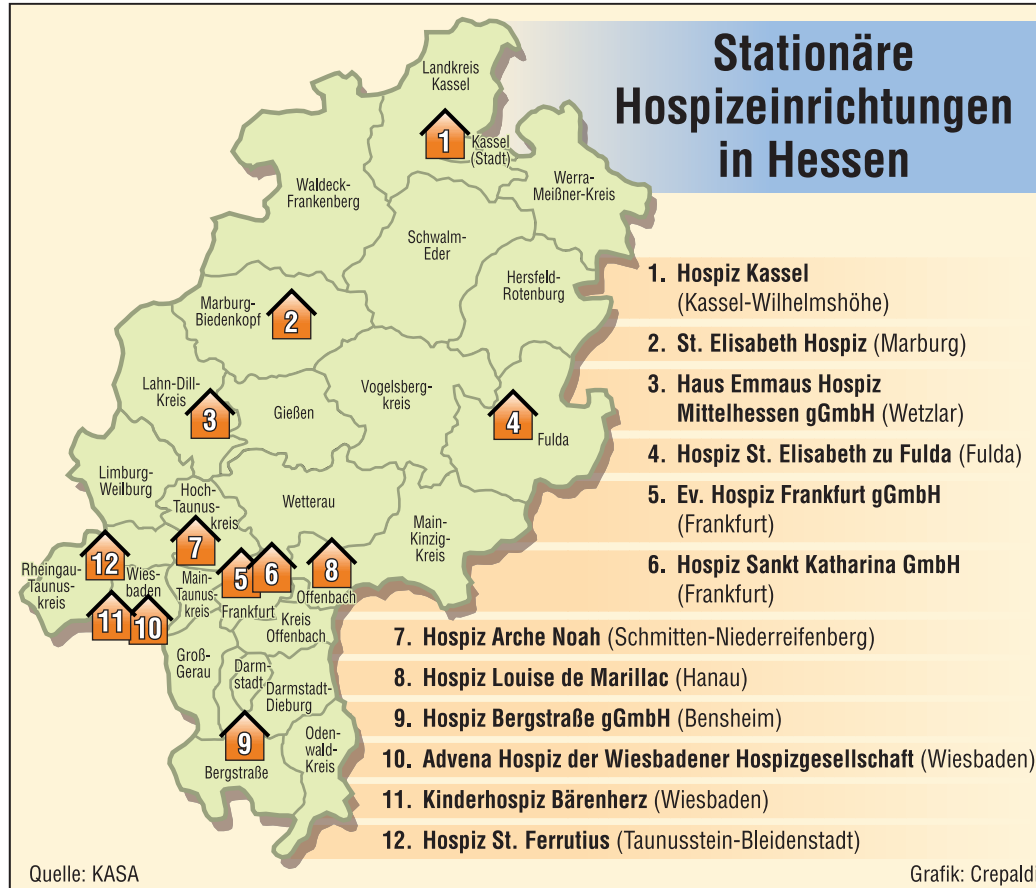 Stationäre
Hospizeinrichtungen
in Hessen
Landkreis
Kassel
1
Kassel
(Stadt)
Werra-
Meißner-Kreis
Waldeck-
Frankenberg
Schwalm-
Eder
Hersfeld-
Rotenburg
Marburg-
Biedenkopf
2
Lahn-Dill-
Kreis
3
Gießen
Vogelsberg-
kreis
4
Fulda
Limburg-
Weilburg
Hoch-
Taunus-
kreis
7
Wetterau
Main-
Kinzig-
Kreis
12
Rheingau-
Taunus-
kreis
Wies-
baden
11
10
Main-
Taunus-
kreis
5
6
Frankfurt
8
Offenbach
Kreis
Offenbach
Groß-
Gerau
Darm-
stadt
Darmstadt-
Dieburg
9
Bergstraße
Oden-
wald-
Kreis
1. Hospiz Kassel
(Kassel-Wilhelmshöhe)
2. St. Elisabeth Hospiz (Marburg)
3. Haus Emmaus Hospiz
Mittelhessen gGmbH (Wetzlar)
4. Hospiz St. Elisabeth zu Fulda (Fulda)
5. Ev. Hospiz Frankfurt gGmbH
(Frankfurt)
6. Hospiz Sankt Katharina GmbH
(Frankfurt)
7. Hospiz Arche Noah (Schmitten-Niederreifenberg)
8. Hospiz Louise de Marillac (Hanau)
9. Hospiz Bergstraße gGmbH (Bensheim)
10. Advena Hospiz der Wiesbadener Hospizgesellschaft (Wiesbaden)
11. Kinderhospiz Bärenherz (Wiesbaden)
12. Hospiz St. Ferrutius (Taunusstein-Bleidenstadt)
Quelle: KASA
Grafik: Crepald